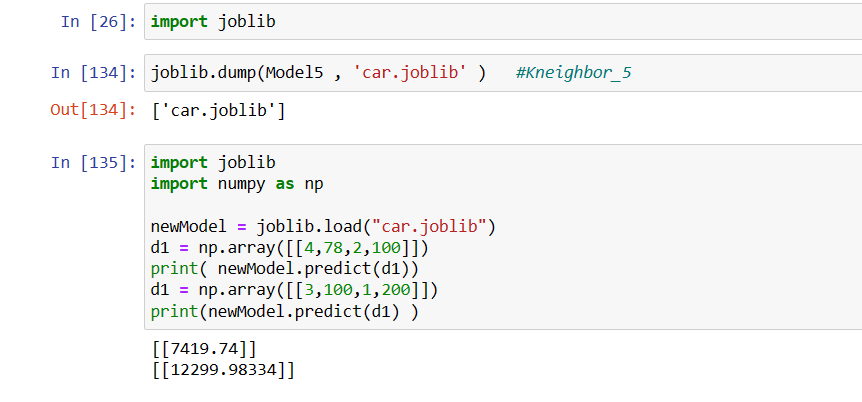 In [26]: import joblib
In [134]: joblib.dump(Model5 , 'car.joblib' )   #Kneighbor_5
Out[134]: ['car.joblib']
In [135]: import joblib
import numpy as np
newModel = joblib.load("car.joblib")
d1 = np.array([[4,78,2,100]])
print( newModel.predict(d1))
d1 = np.array([[3,100,1,200]])
print(newModel.predict(d1) )
[[7419.74]]
[[12299.98334]]